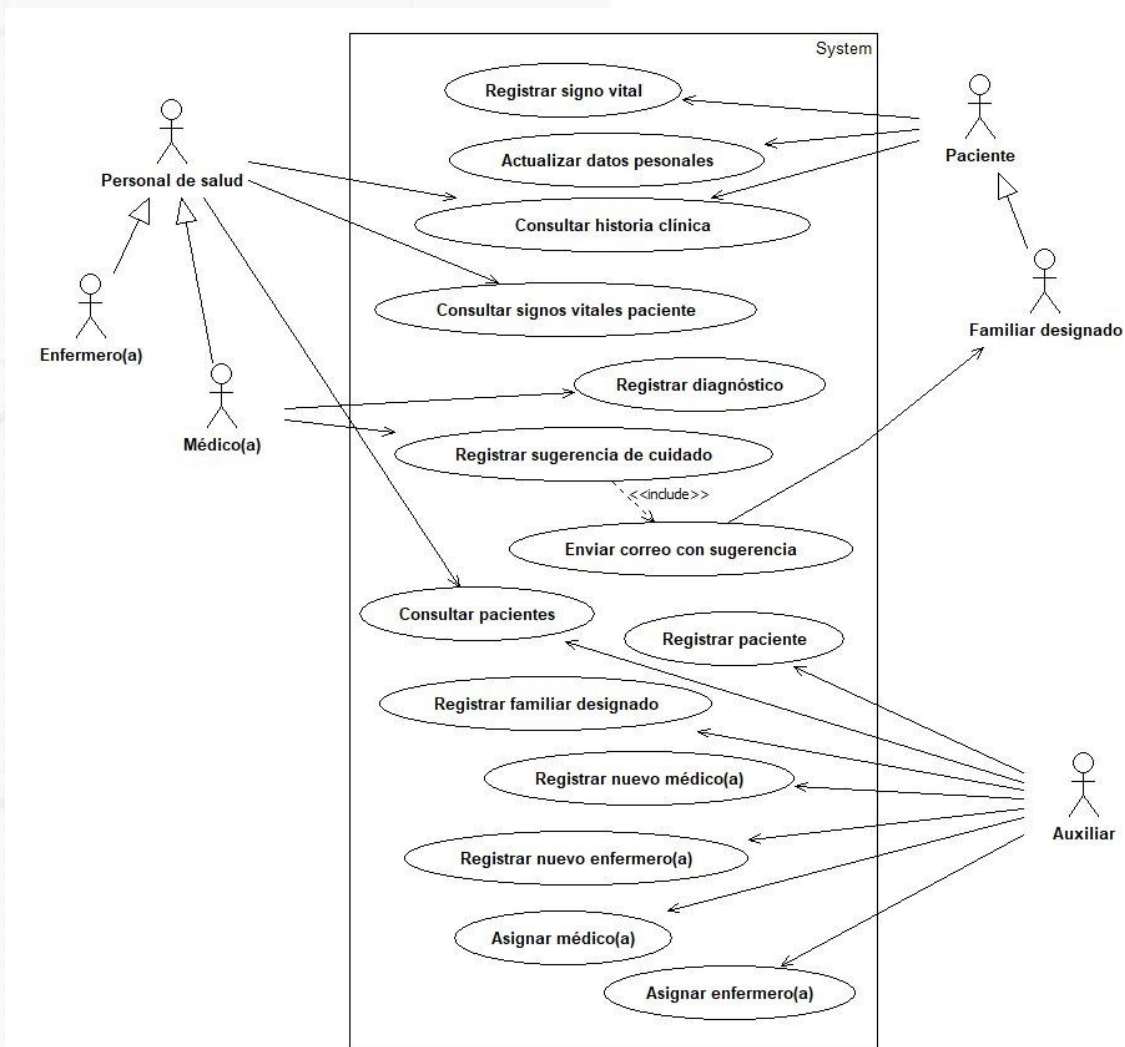 System
Registrar signo vital
Personal de salud
Paciente
Actualizar datos pesonales
Consultar historia clínica
Consultar signos vitales paciente
Familiar designado
Enfermero(a)
Registrar diagnóstico
Médico(a)
Registrar sugerencia de cuidado
<<include>>
Enviar correo con sugerencia
Consultar pacientes
Registrar paciente
Registrar familiar designado
Registrar nuevo médico(a)
Auxiliar
Registrar nuevo enfermero(a)
Asignar médico(a)
Asignar enfermero(a)